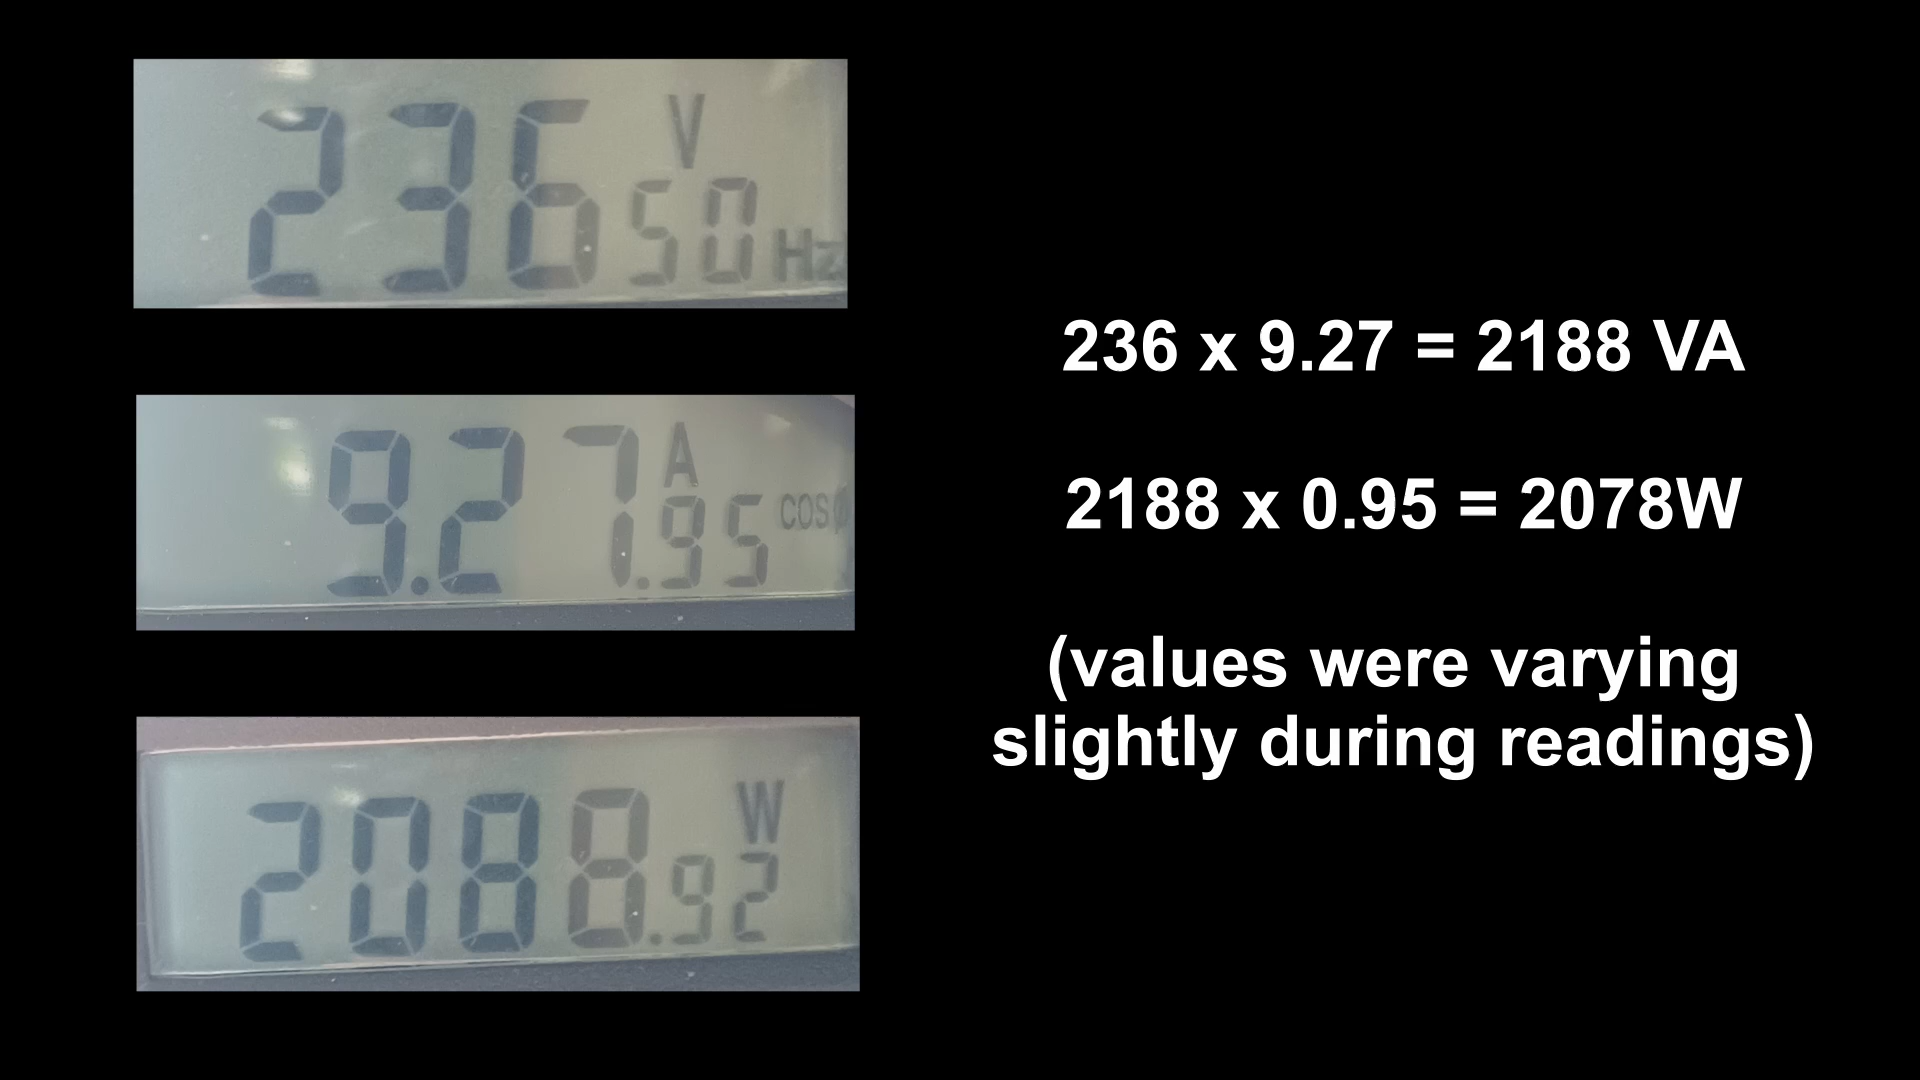 236 V
50 Hz
9.27 A
.95 COSφ
2088 W
.92
236 x 9.27 = 2188 VA
2188 x 0.95 = 2078W
(values were varying
slightly during readings)